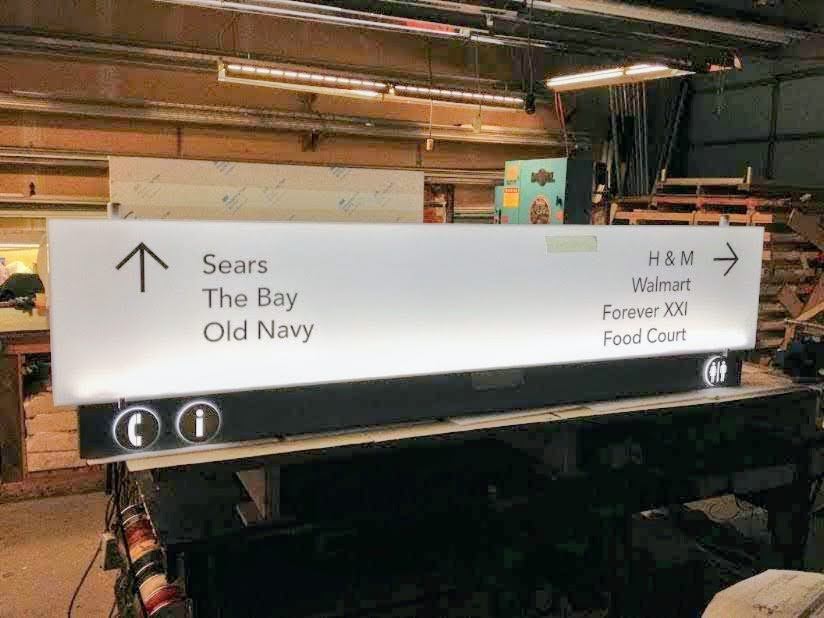 Sears
The Bay
Old Navy
H & M
Walmart
Forever XXI
Food Court
i